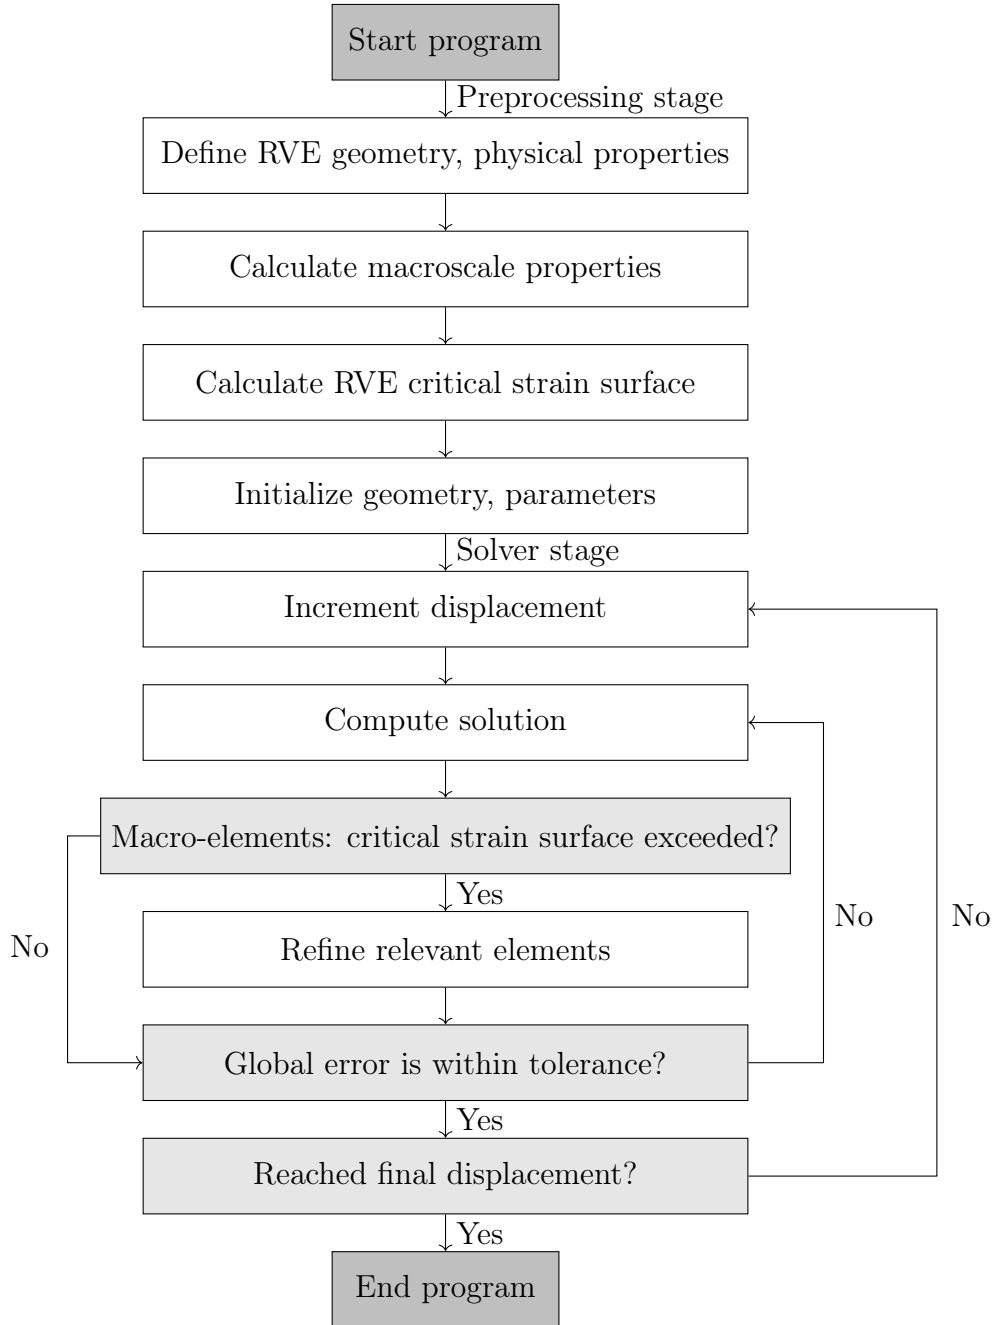 Start program
Preprocessing stage
Define RVE geometry, physical properties
Calculate macroscale properties
Calculate RVE critical strain surface
Initialize geometry, parameters
Solver stage
Increment displacement
Compute solution
Macro-elements: critical strain surface exceeded?
Yes
No
No
No
Refine relevant elements
Global error is within tolerance?
Yes
Reached final displacement?
Yes
End program